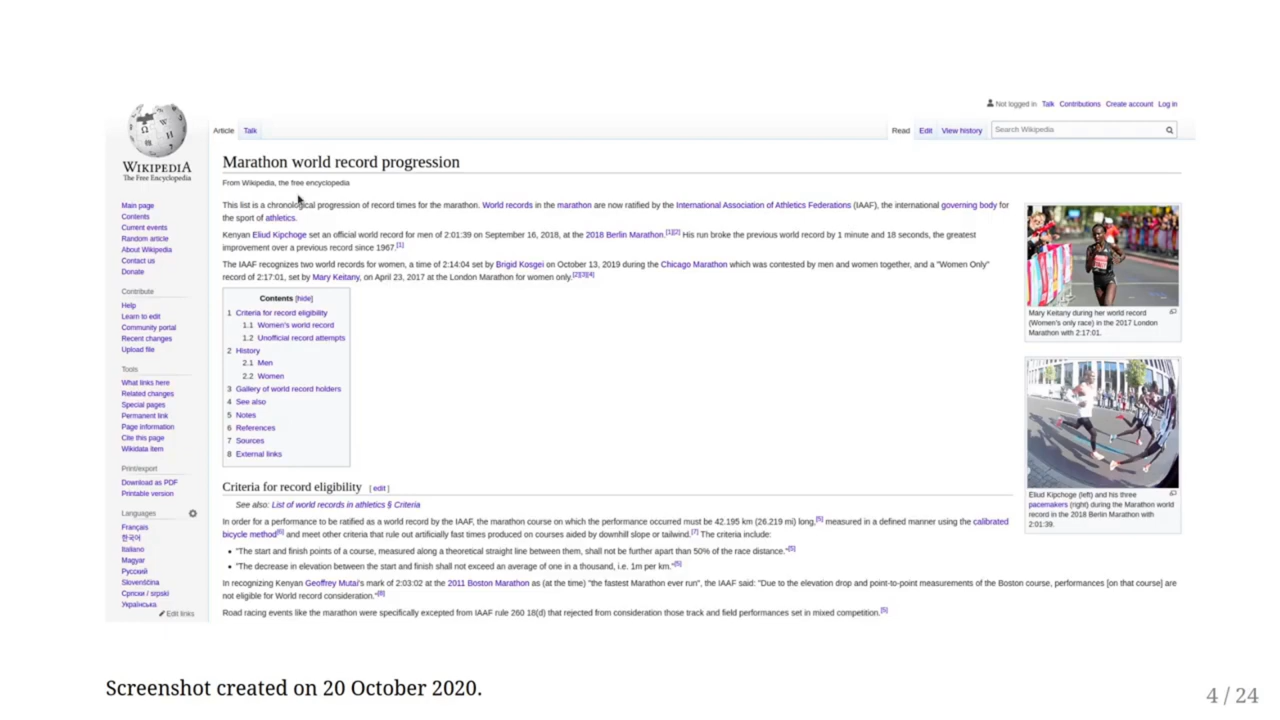 Not logged in Talk Contributions Create account Log in
WIKIPEDIA
The Free Encyclopedia
Article Talk
Read Edit View history Search Wikipedia
Main page
Contents
Current events
Random article
About Wikipedia
Contact us
Donate
Contribute
Help
Learn to edit
Community portal
Recent changes
Upload file
Tools
What links here
Related changes
Special pages
Permanent link
Page information
Cite this page
Wikidata item
Print/export
Download as PDF
Printable version
Languages
Français
한국어
Italiano
Magyar
Русский
Slovenščina
Српски / srpski
Українська
Edit links
Marathon world record progression
From Wikipedia, the free encyclopedia
This list is a chronological progression of record times for the marathon. World records in the marathon are now ratified by the International Association of Athletics Federations (IAAF), the international governing body for
the sport of athletics.
Kenyan Eliud Kipchoge set an official world record for men of 2:01:39 on September 16, 2018, at the 2018 Berlin Marathon.[1][2] His run broke the previous world record by 1 minute and 18 seconds, the greatest
improvement over a previous record since 1967.[1]
The IAAF recognizes two world records for women, a time of 2:14:04 set by Brigid Kosgei on October 13, 2019 during the Chicago Marathon which was contested by men and women together, and a "Women Only"
record of 2:17:01, set by Mary Keitany, on April 23, 2017 at the London Marathon for women only.[2][3][4]
Contents [hide]
1 Criteria for record eligibility
1.1 Women's world record
1.2 Unofficial record attempts
2 History
2.1 Men
2.2 Women
3 Gallery of world record holders
4 See also
5 Notes
6 References
7 Sources
8 External links
Mary Keitany during her world record
(Women's only race) in the 2017 London
Marathon with 2:17:01.
Eliud Kipchoge (left) and his three
pacemakers (right) during the Marathon world
record in the 2018 Berlin Marathon with
2:01:39.
Criteria for record eligibility [ edit ]
See also: List of world records in athletics § Criteria
In order for a performance to be ratified as a world record by the IAAF, the marathon course on which the performance occurred must be 42.195 km (26.219 mi) long,[5] measured in a defined manner using the calibrated
bicycle method[6] and meet other criteria that rule out artificially fast times produced on courses aided by downhill slope or tailwind.[7] The criteria include:
• "The start and finish points of a course, measured along a theoretical straight line between them, shall not be further apart than 50% of the race distance."[5]
• "The decrease in elevation between the start and finish shall not exceed an average of one in a thousand, i.e. 1m per km."[5]
In recognizing Kenyan Geoffrey Mutai's mark of 2:03:02 at the 2011 Boston Marathon as (at the time) "the fastest Marathon ever run", the IAAF said: "Due to the elevation drop and point-to-point measurements of the Boston course, performances [on that course] are
not eligible for World record consideration."[8]
Road racing events like the marathon were specifically excepted from IAAF rule 260 18(d) that rejected from consideration those track and field performances set in mixed competition.[5]
Screenshot created on 20 October 2020.
4 / 24